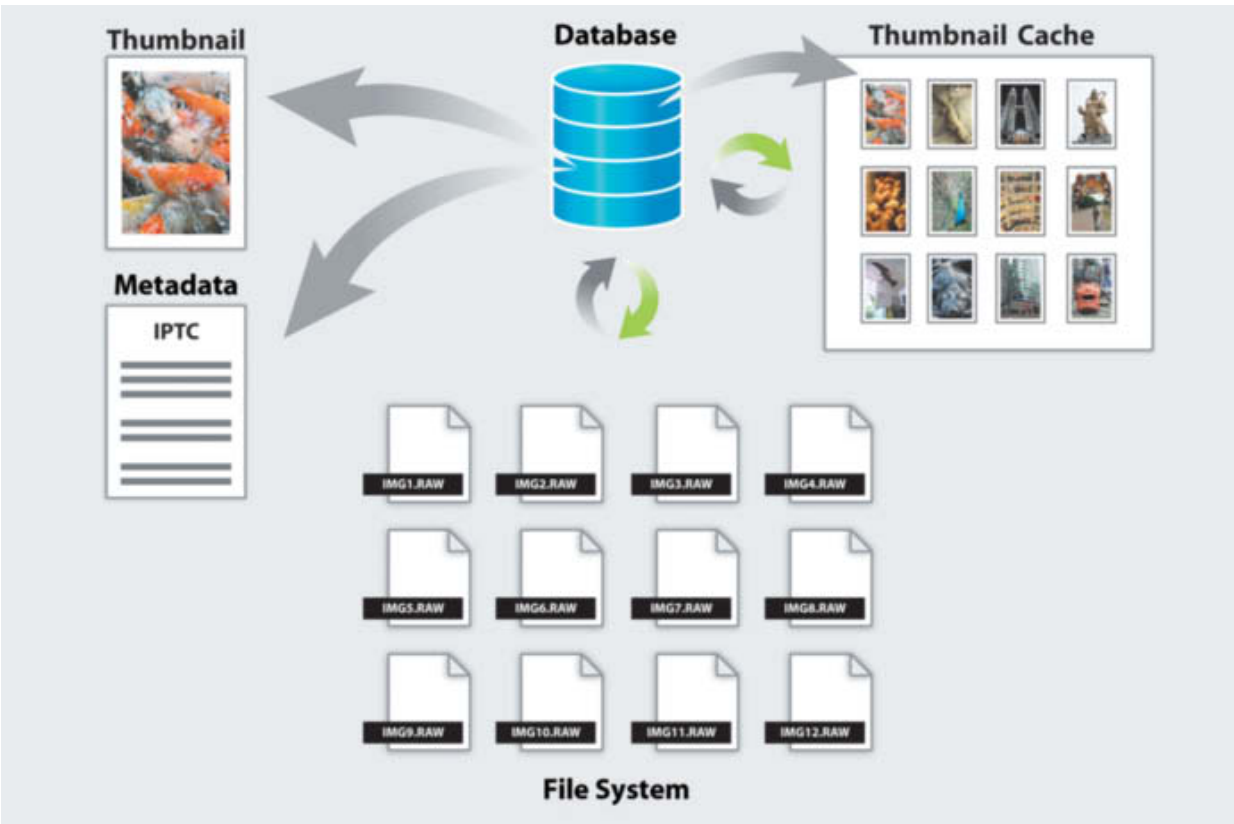 Thumbnail
Database
Thumbnail Cache
Metadata
IPTC
IMG1.RAW
IMG2.RAW
IMG3.RAW
IMG4.RAW
IMG5.RAW
IMG6.RAW
IMG7.RAW
IMG8.RAW
IMG9.RAW
IMG10.RAW
IMG11.RAW
IMG12.RAW
File System